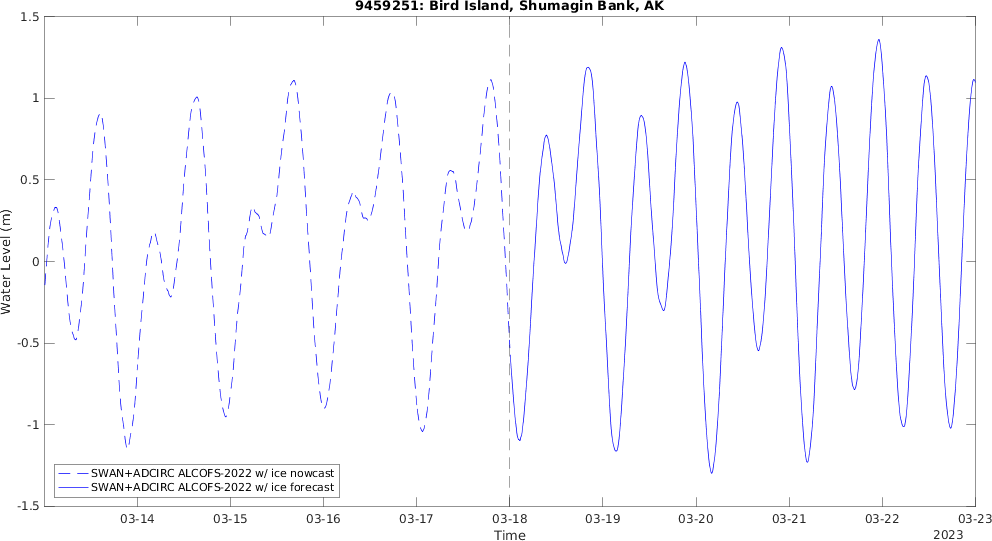 9459251: Bird Island, Shumagin Bank, AK
1.5
1
0.5
0
-0.5
-1
-1.5
Water Level (m)
SWAN+ADCIRC ALCOFS-2022 w/ ice nowcast
SWAN+ADCIRC ALCOFS-2022 w/ ice forecast
03-14 03-15 03-16 03-17 03-18 03-19 03-20 03-21 03-22 03-23
Time
2023